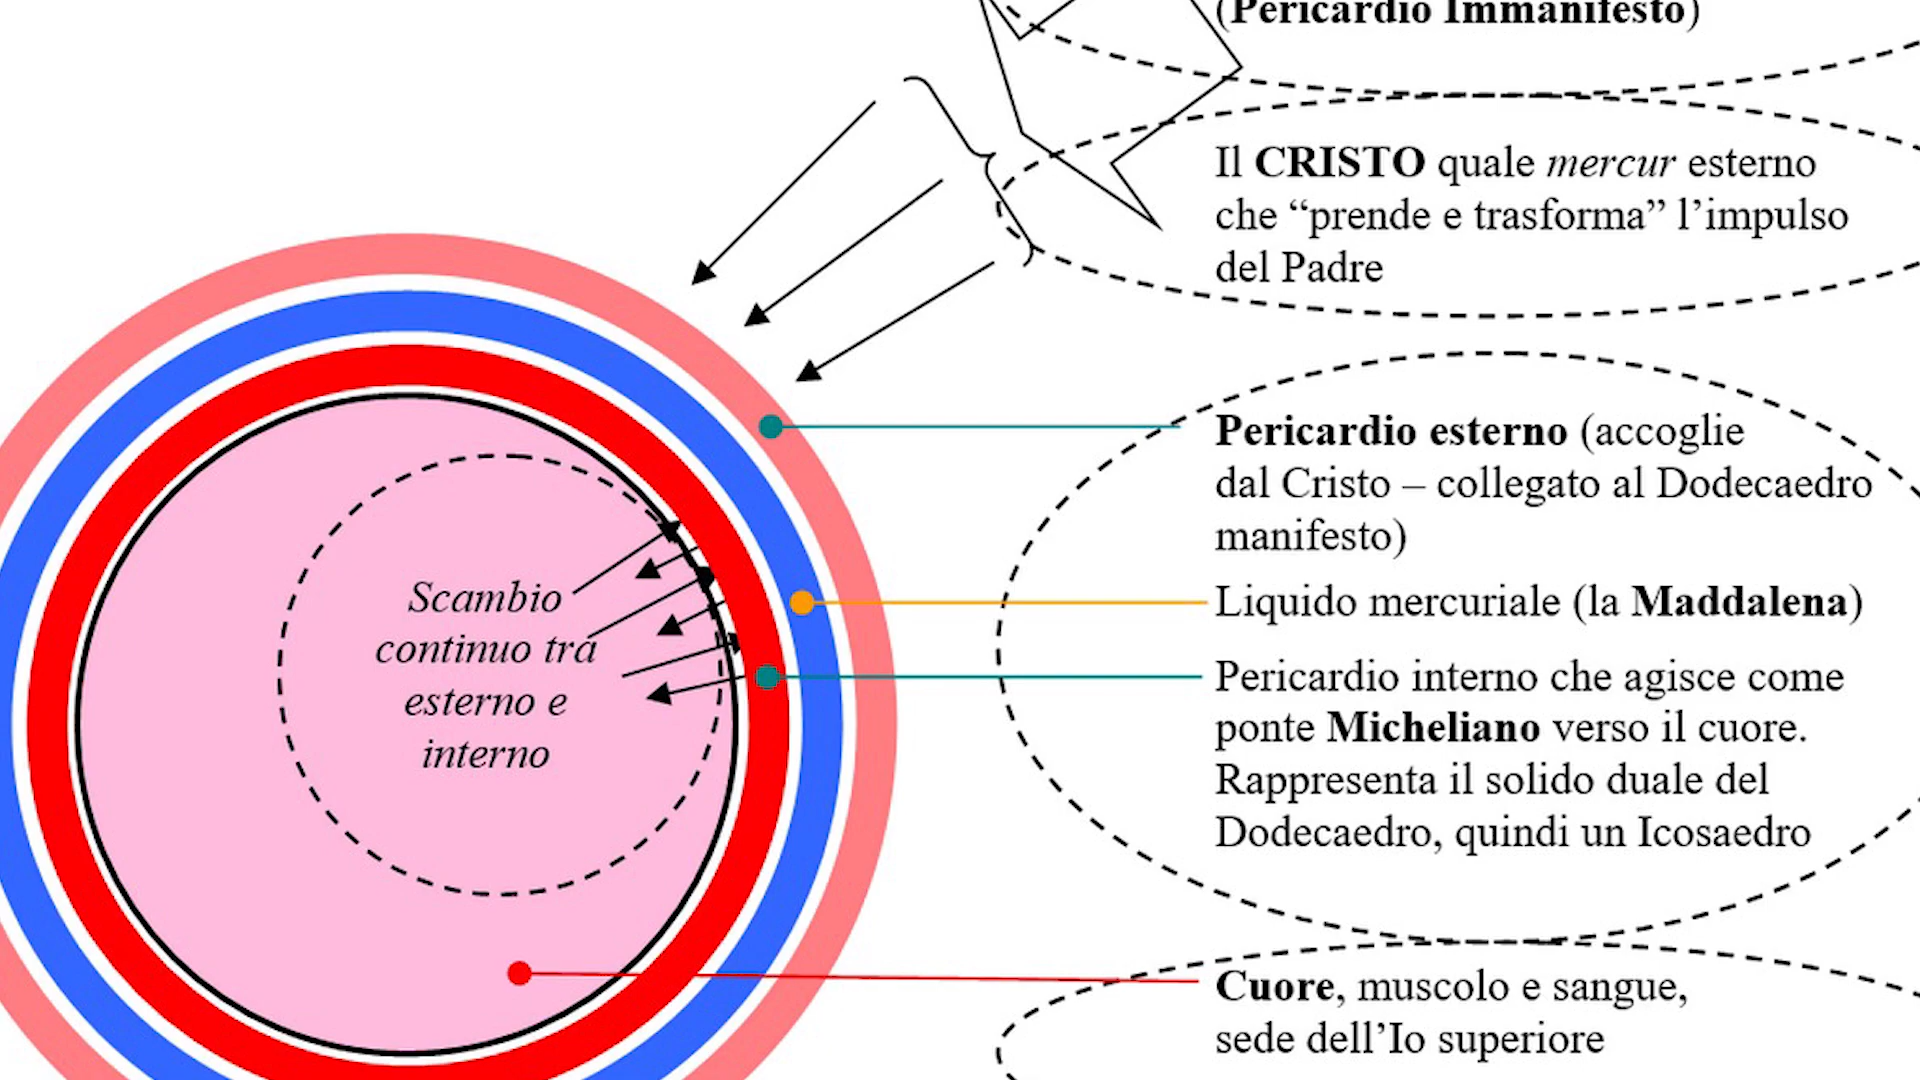 (Pericardio Immanifesto)
Il CRISTO quale mercur esterno
che “prende e trasforma” l’impulso
del Padre
Pericardio esterno (accoglie
dal Cristo – collegato al Dodecaedro
manifesto)
Liquido mercuriale (la Maddalena)
Pericardio interno che agisce come
ponte Micheliano verso il cuore.
Rappresenta il solido duale del
Dodecaedro, quindi un Icosaedro
Cuore, muscolo e sangue,
sede dell’Io superiore
Scambio
continuo tra
esterno e
interno